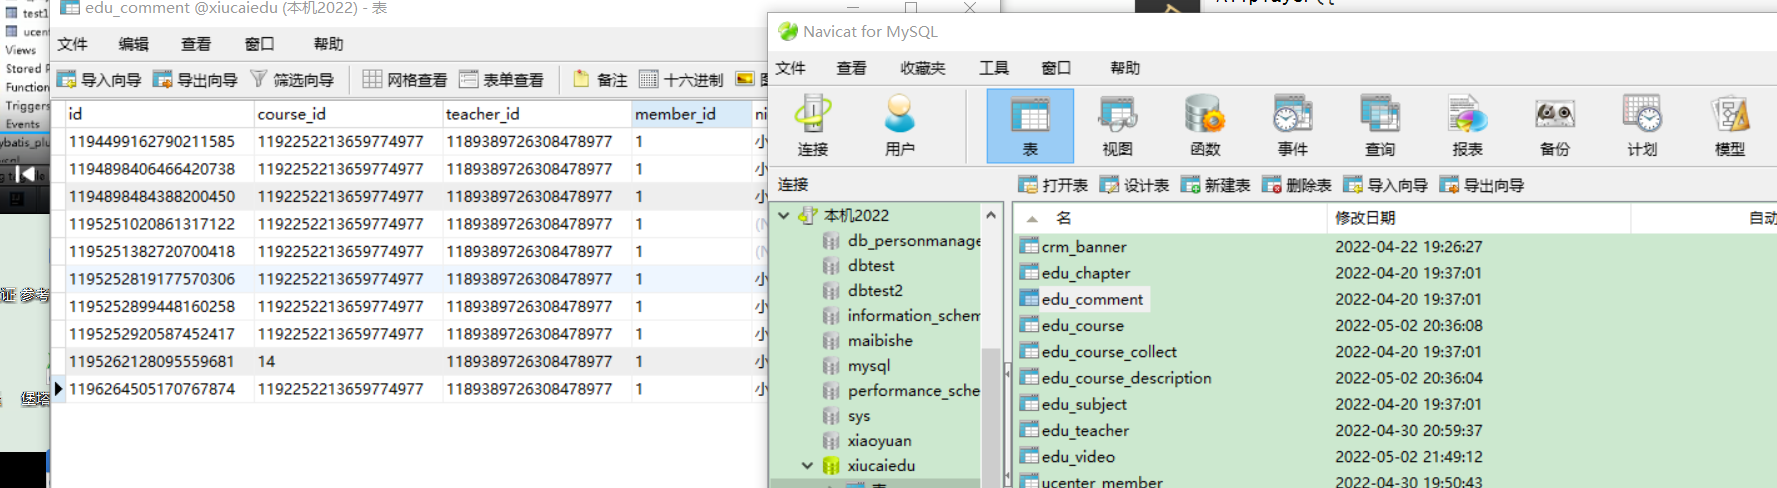 test1
ucent
Views
Stored P
Function
Triggers
Events
ybatis_plu
证 参考
堡塔
edu_comment @xiucaiedu (本机2022) - 表
文件 编辑 查看 窗口 帮助
导入向导 导出向导 筛选向导 网格查看 表单查看 备注 十六进制
id course_id teacher_id member_id ni
1194499162790211585 1192252213659774977 1189389726308478977 1 小
1194898406466420738 1192252213659774977 1189389726308478977 1 小
1194898484388200450 1192252213659774977 1189389726308478977 1 小
1195251020861317122 1192252213659774977 1189389726308478977 1 (N
1195251382720700418 1192252213659774977 1189389726308478977 1 (N
1195252819177570306 1192252213659774977 1189389726308478977 1 小
1195252899448160258 1192252213659774977 1189389726308478977 1 小
1195252920587452417 1192252213659774977 1189389726308478977 1 小
1195262128095559681 14 1189389726308478977 1 小
1196264505170767874 1192252213659774977 1189389726308478977 1 小
Navicat for MySQL
文件 查看 收藏夹 工具 窗口 帮助
连接 用户 表 视图 函数 事件 查询 报表 备份 计划 模型
连接
打开表 设计表 新建表 删除表 导入向导 导出向导
本机2022
db_personmanage
dbtest
dbtest2
information_schem
maibishe
mysql
performance_sche
sys
xiaoyuan
xiucaiedu
表
名 修改日期 自动
crm_banner 2022-04-22 19:26:27
edu_chapter 2022-04-20 19:37:01
edu_comment 2022-04-20 19:37:01
edu_course 2022-05-02 20:36:08
edu_course_collect 2022-04-20 19:37:01
edu_course_description 2022-05-02 20:36:04
edu_subject 2022-04-20 19:37:01
edu_teacher 2022-04-30 20:59:37
edu_video 2022-05-02 21:49:12
ucenter_member 2022-04-30 19:50:43